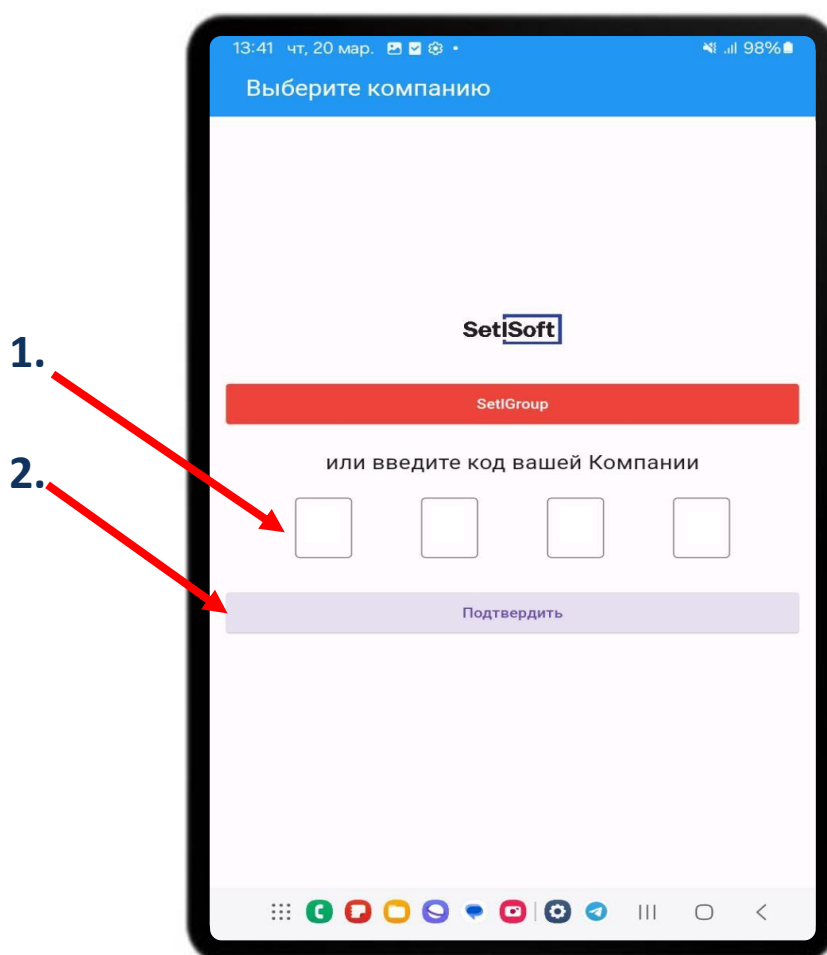 13:41 чт, 20 мар. 98%
Выберите компанию
SetlSoft
1.
SetlGroup
2.
или введите код вашей Компании
Подтвердить